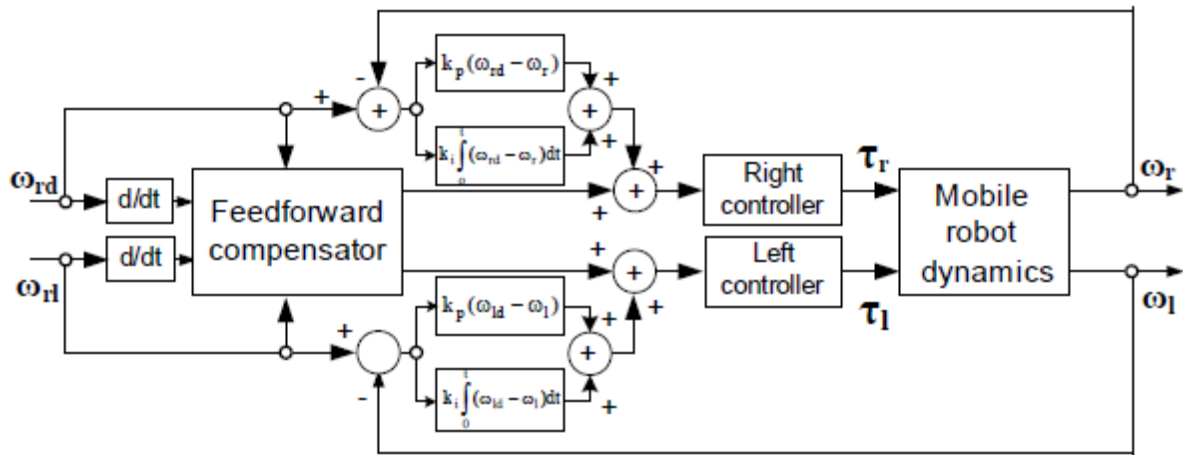 -
k_p(ω_rd − ω_r)
+
+
+
+
k_i ∫_0^t (ω_rd − ω_r)dt
+
ω_rd
d/dt
Feedforward
compensator
+
+
+
Right
controller
τ_r
Mobile
robot
dynamics
ω_r
ω_rl
d/dt
+
+
+
Left
controller
τ_l
ω_l
k_p(ω_ld − ω_l)
+
+
+
k_i ∫_0^t (ω_ld − ω_l)dt
+
-